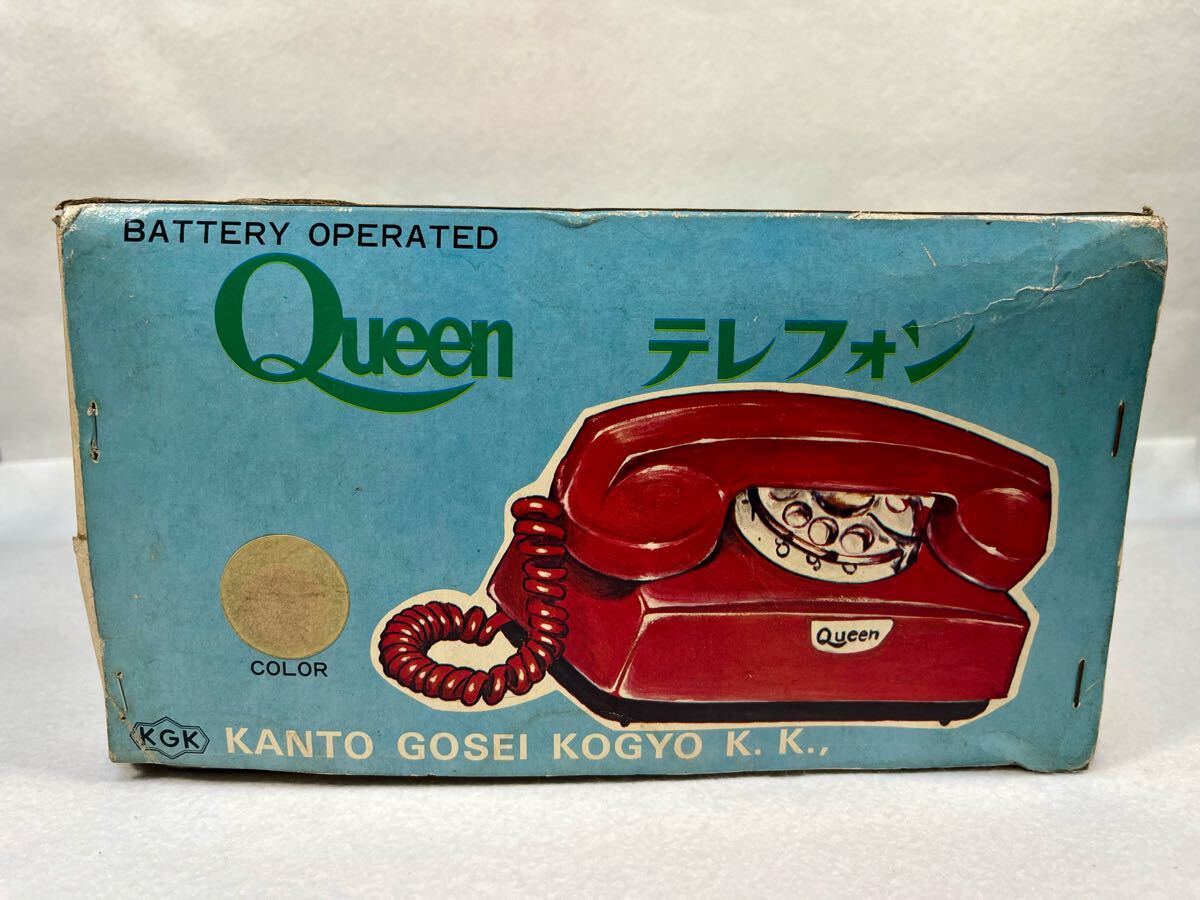 BATTERY OPERATED
Queen テレフォン
Queen
COLOR
KGK KANTO GOSEI KOGYO K. K.,